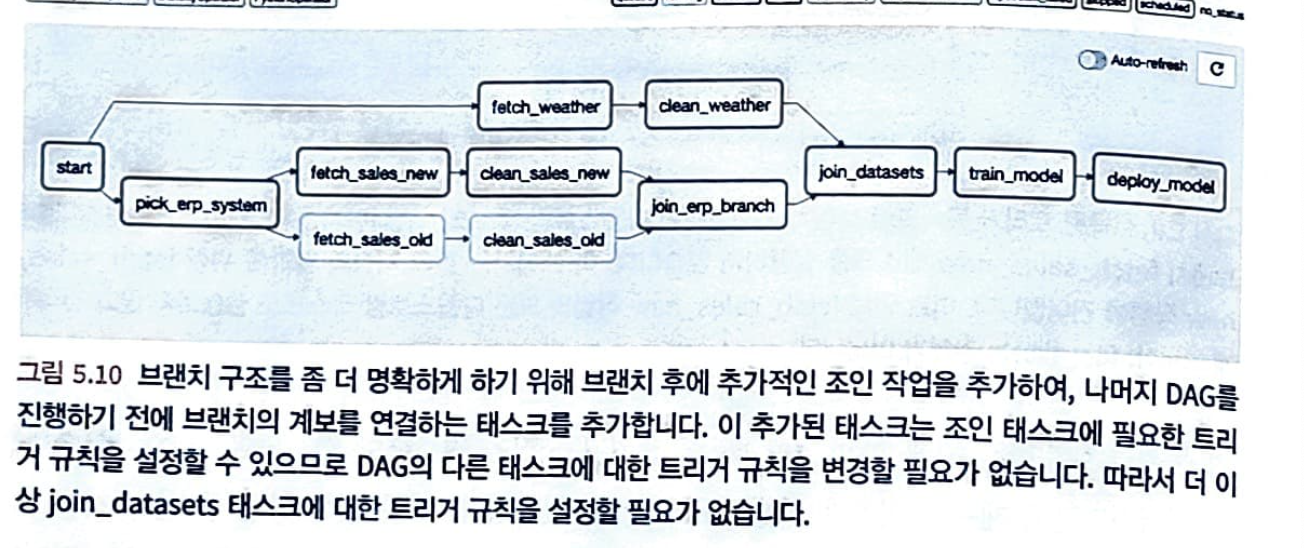 scheduled no_status
Auto-refresh
fetch_weather clean_weather
start
pick_erp_system
fetch_sales_new clean_sales_new
fetch_sales_old clean_sales_old
join_erp_branch
join_datasets train_model deploy_model
그림 5.10 브랜치 구조를 좀 더 명확하게 하기 위해 브랜치 후에 추가적인 조인 작업을 추가하여, 나머지 DAG를
진행하기 전에 브랜치의 계보를 연결하는 태스크를 추가합니다. 이 추가된 태스크는 조인 태스크에 필요한 트리
거 규칙을 설정할 수 있으므로 DAG의 다른 태스크에 대한 트리거 규칙을 변경할 필요가 없습니다. 따라서 더 이
상 join_datasets 태스크에 대한 트리거 규칙을 설정할 필요가 없습니다.